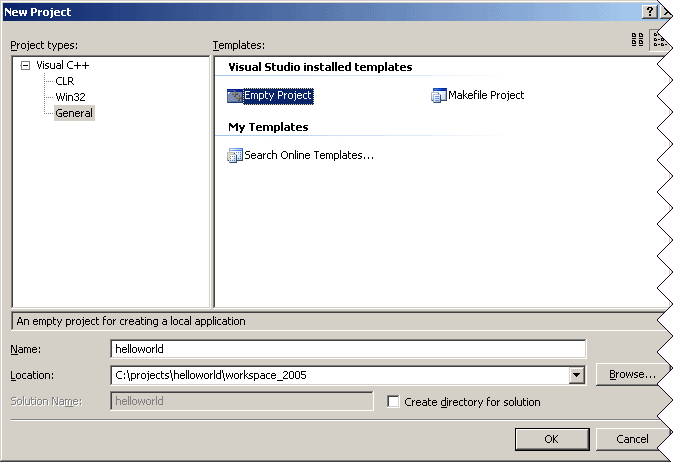 New Project
Project types:
Templates:
Visual C++
CLR
Win32
General
Visual Studio installed templates
Empty Project
Makefile Project
My Templates
Search Online Templates...
An empty project for creating a local application
Name:
helloworld
Location:
C:\projects\helloworld\workspace_2005
Browse...
Solution Name:
helloworld
Create directory for solution
OK
Cancel